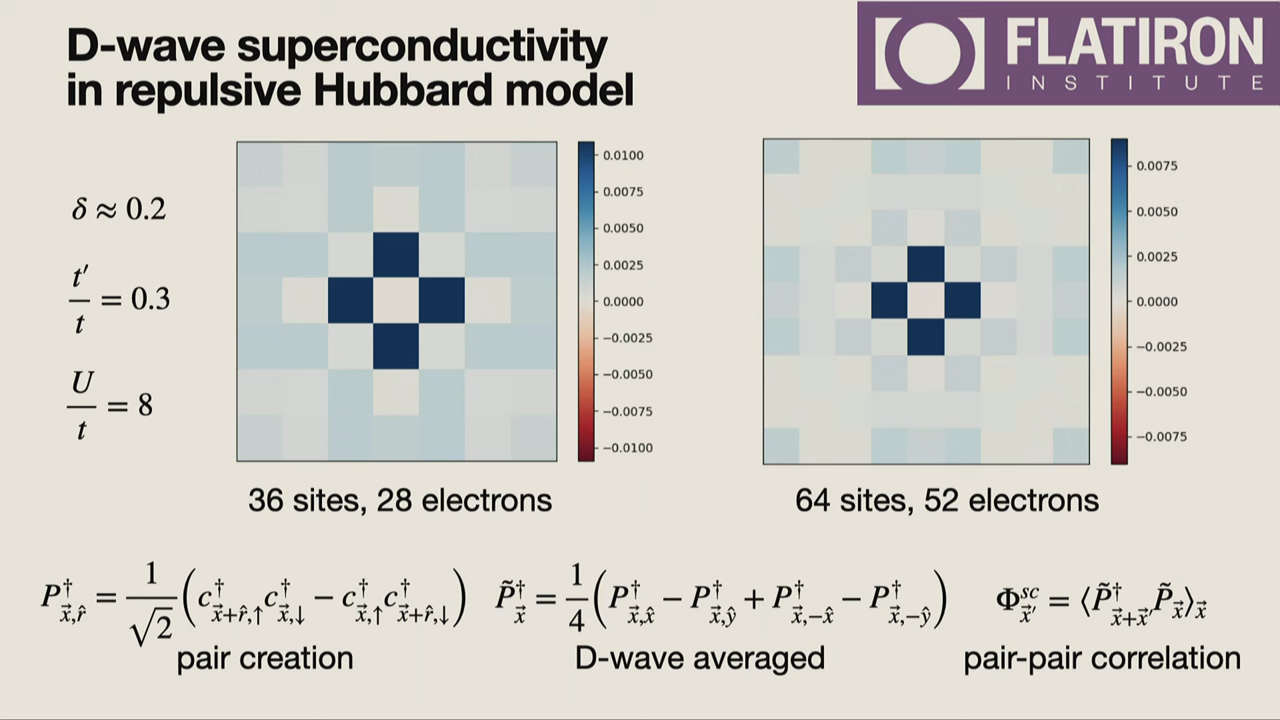 D-wave superconductivity
in repulsive Hubbard model
FLATIRON
INSTITUTE
δ ≈ 0.2
t′/t = 0.3
U/t = 8
0.0100
0.0075
0.0050
0.0025
0.0000
−0.0025
−0.0050
−0.0075
−0.0100
0.0075
0.0050
0.0025
0.0000
−0.0025
−0.0050
−0.0075
36 sites, 28 electrons
64 sites, 52 electrons
P†_{x⃗,r̂} = 1/√2 (c†_{x⃗+r̂,↑} c†_{x⃗,↓} − c†_{x⃗,↑} c†_{x⃗+r̂,↓})
P̃†_{x⃗} = 1/4 (P†_{x⃗,x̂} − P†_{x⃗,ŷ} + P†_{x⃗,−x̂} − P†_{x⃗,−ŷ})
Φ^{sc}_{x⃗′} = ⟨P̃†_{x⃗+x⃗′} P̃_{x⃗}⟩_{x⃗}
pair creation
D-wave averaged
pair-pair correlation